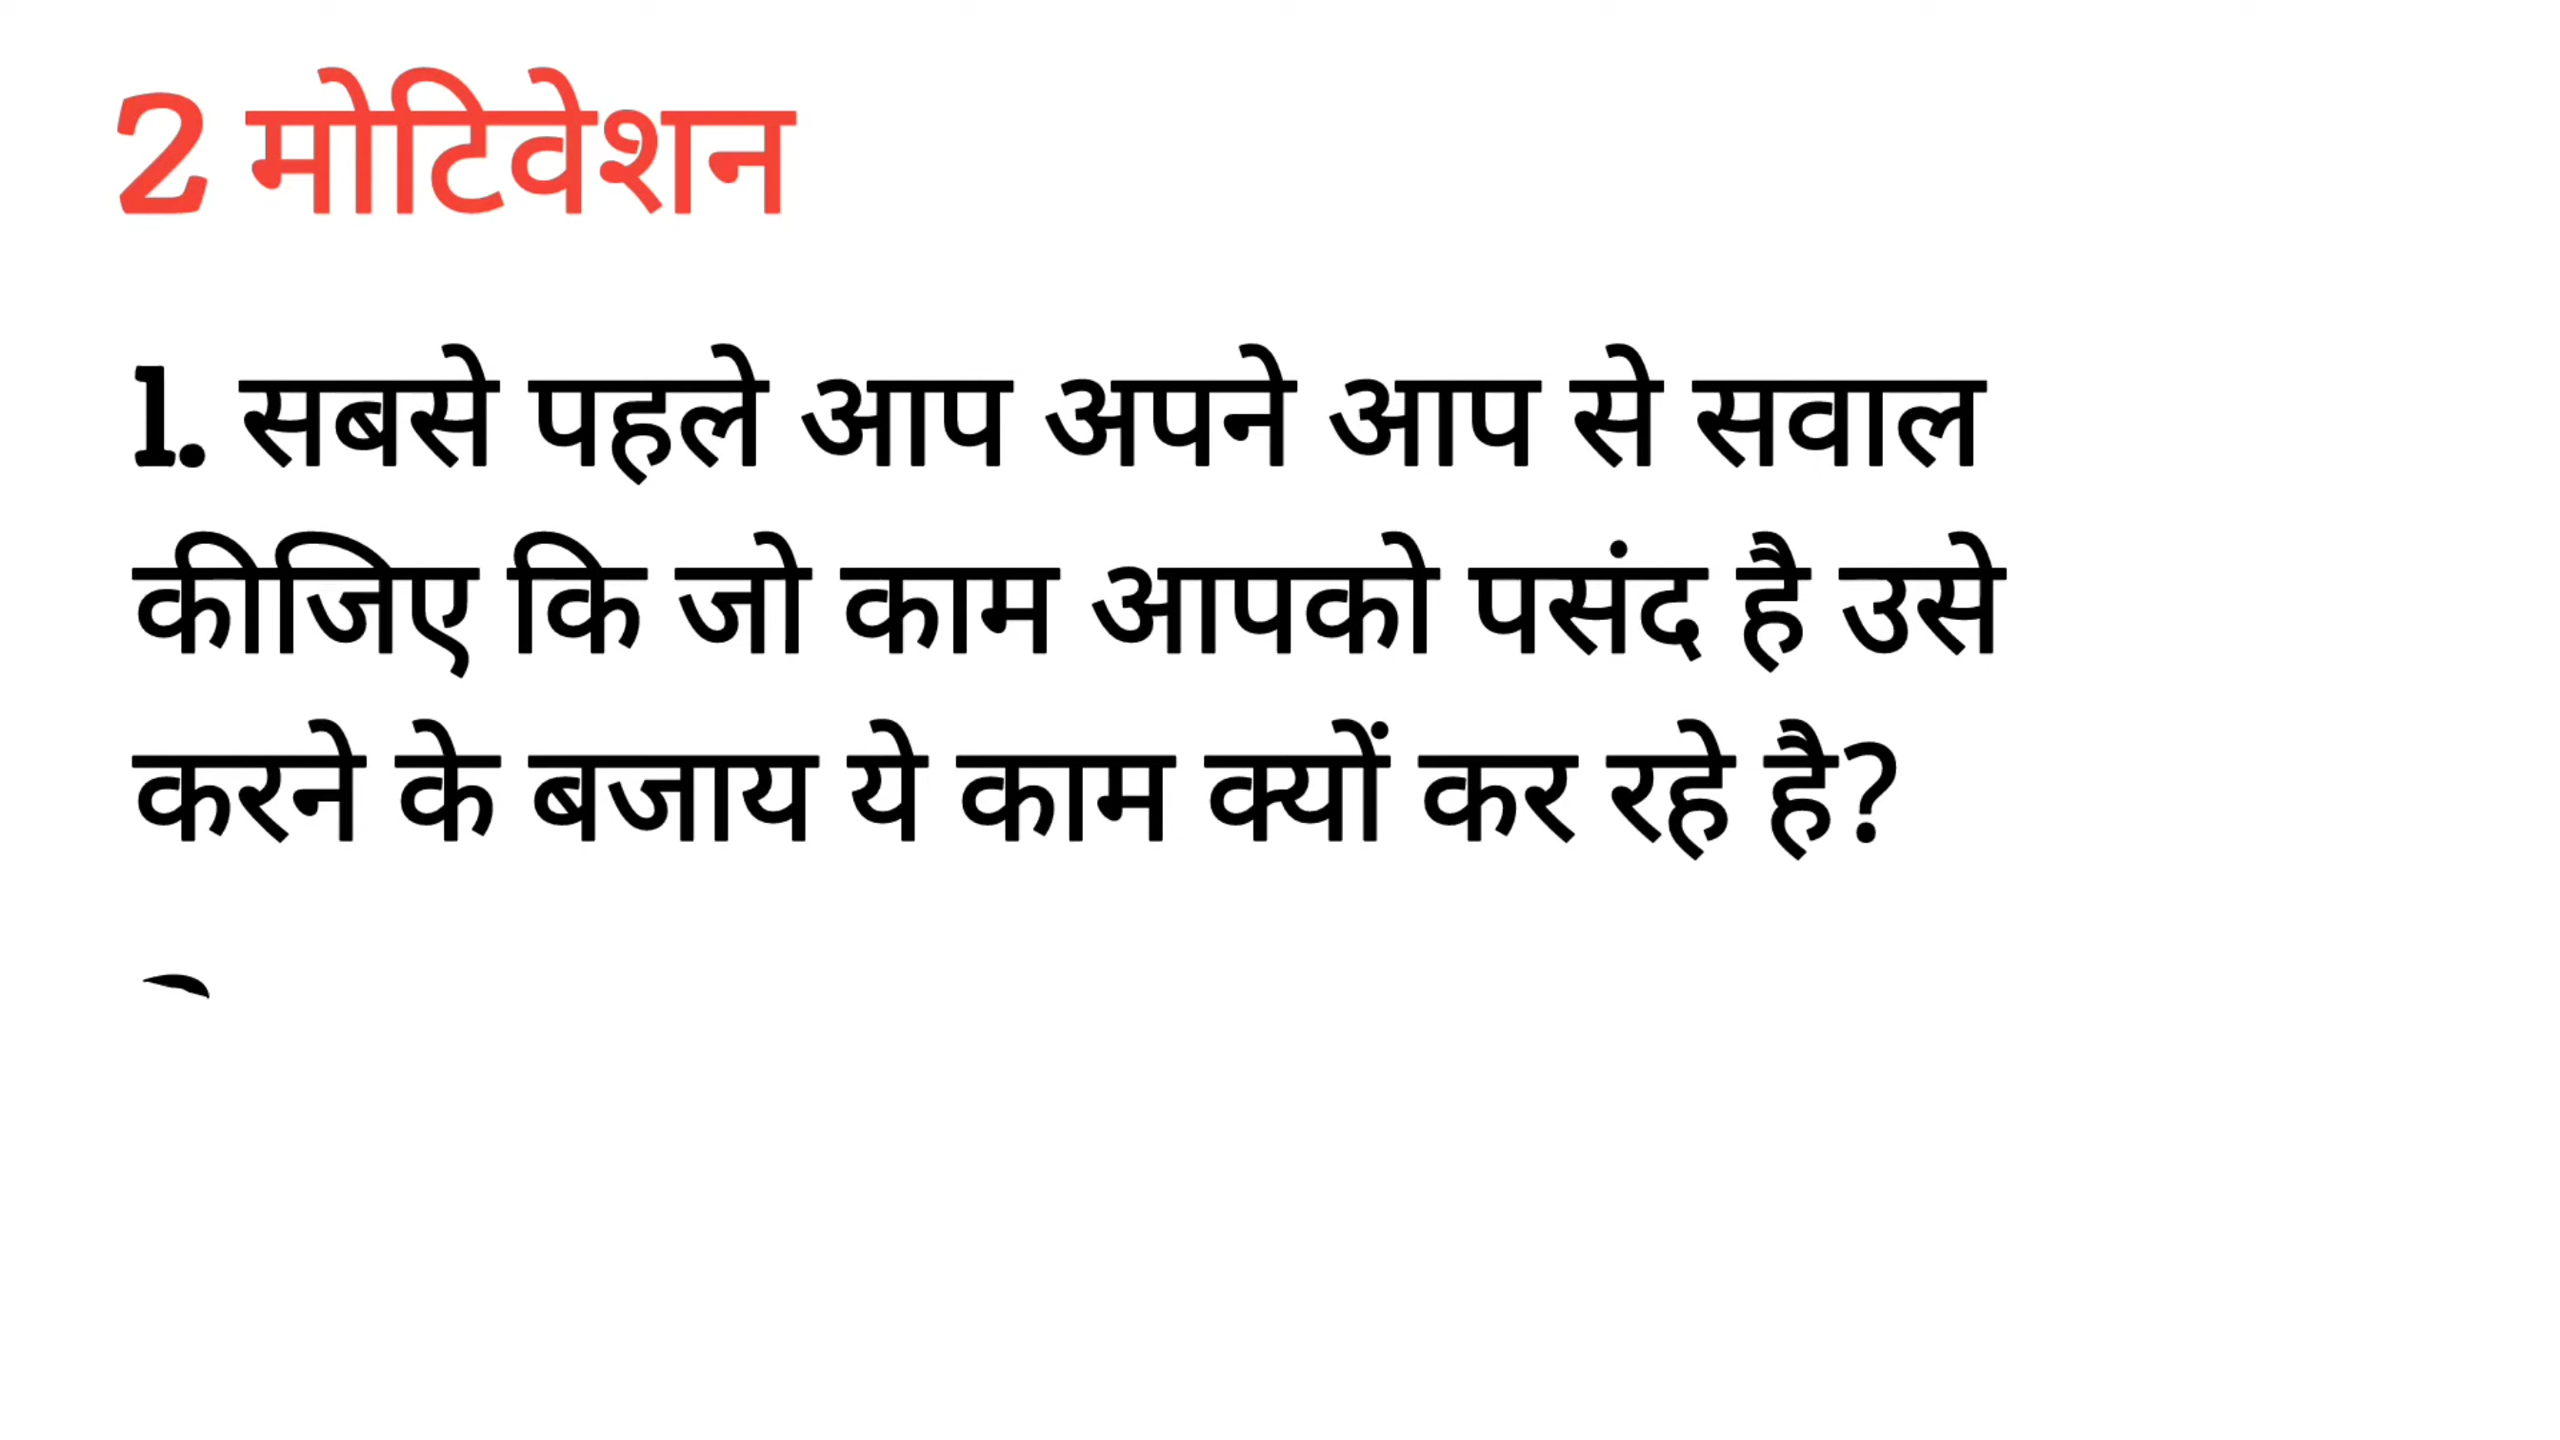 2 मोटिवेशन
1. सबसे पहले आप अपने आप से सवाल
कीजिए कि जो काम आपको पसंद है उसे
करने के बजाय ये काम क्यों कर रहे है?